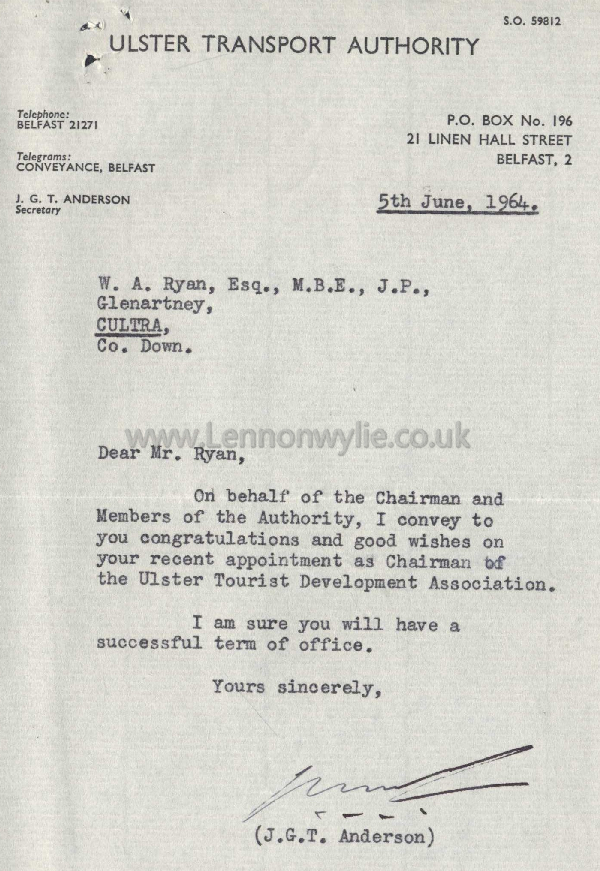 S.O. 59812
ULSTER TRANSPORT AUTHORITY
Telephone:
BELFAST 21271
Telegrams:
CONVEYANCE, BELFAST
J. G. T. ANDERSON
Secretary
P.O. BOX No. 196
21 LINEN HALL STREET
BELFAST, 2
5th June, 1964.
W. A. Ryan, Esq., M.B.E., J.P.,
Glenartney,
CULTRA,
Co. Down.
www.Lennonwylie.co.uk
Dear Mr. Ryan,
On behalf of the Chairman and
Members of the Authority, I convey to
you congratulations and good wishes on
your recent appointment as Chairman of
the Ulster Tourist Development Association.
I am sure you will have a
successful term of office.
Yours sincerely,
(J.G.T. Anderson)